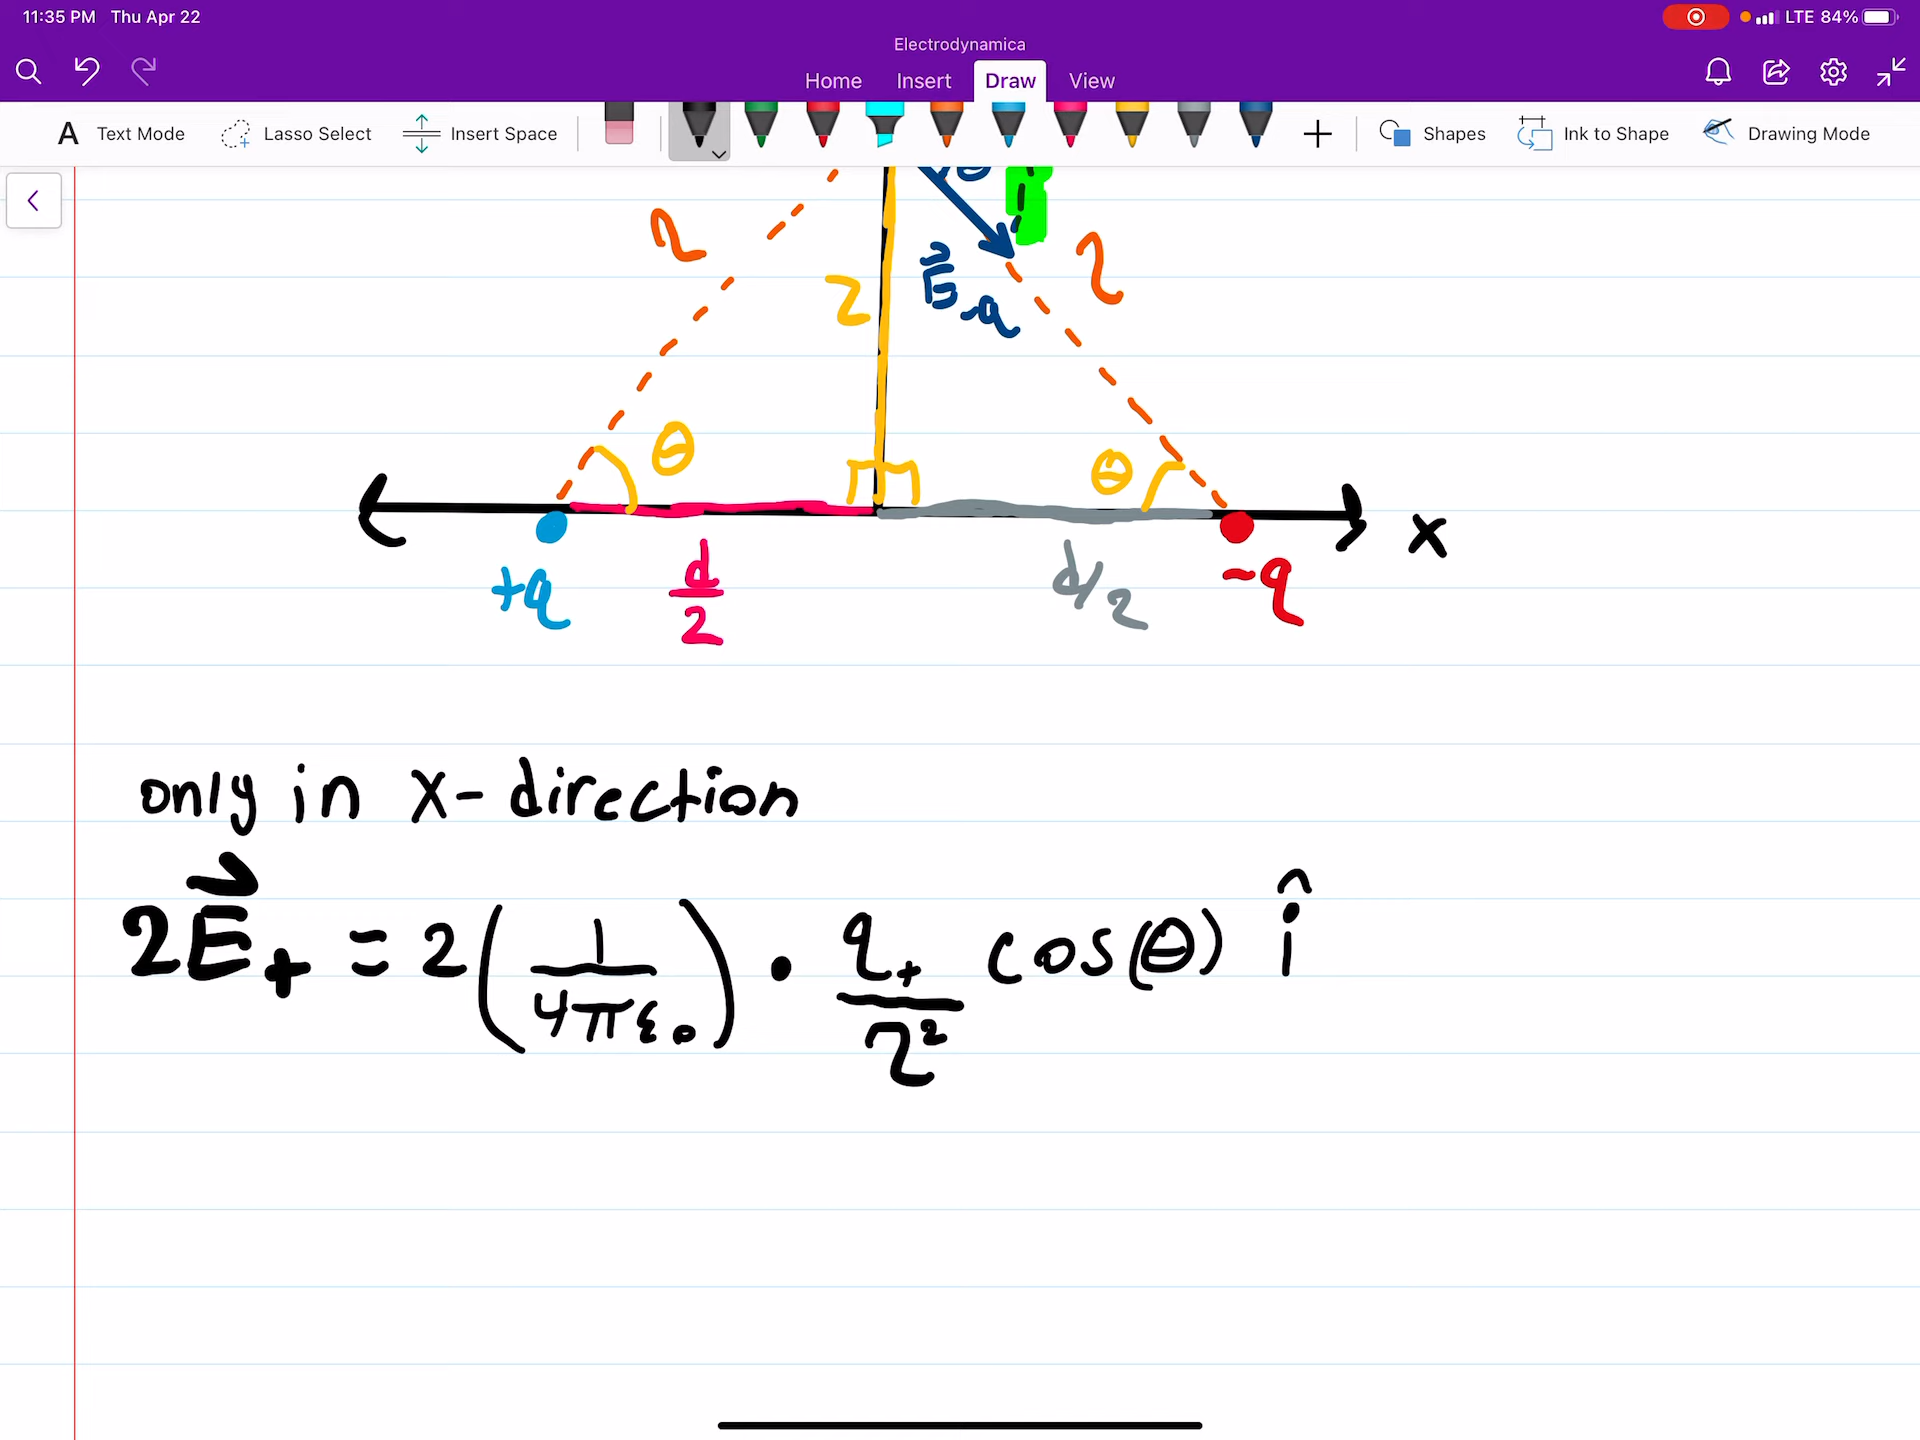 11:35 PM Thu Apr 22
LTE 84%
Electrodynamica
Home Insert Draw View
A Text Mode Lasso Select Insert Space Shapes Ink to Shape Drawing Mode
θ
r
r
z
E⃗-q
θ
θ
x
+q
d/2
d/2
-q
only in x-direction
2E⃗+ = 2(1/4πε₀) · q+/r² cos(θ) î